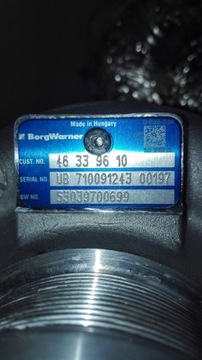 Made in Hungary
BorgWarner
CUST. NO. 46 33 96 10
SERIAL NO UB 710091243 00197
BW NO. 53039700699